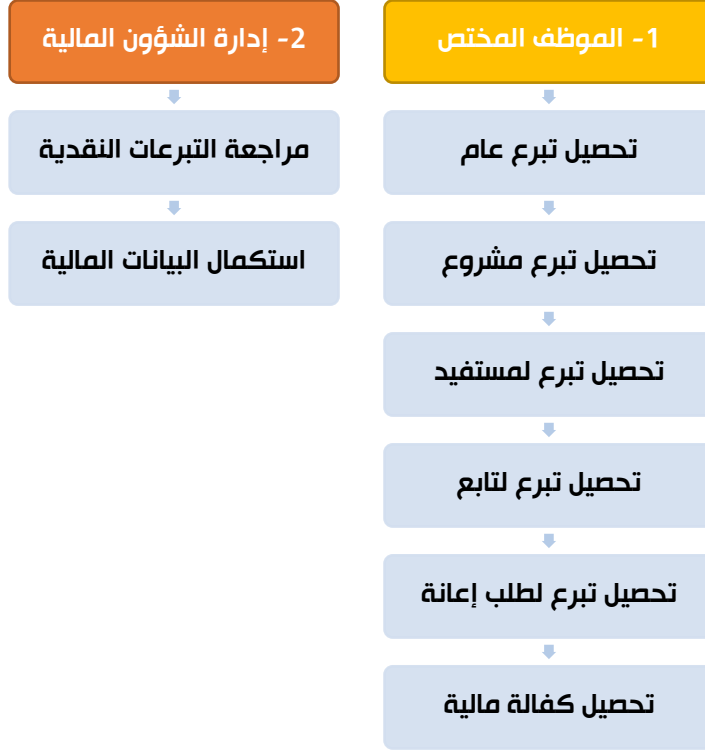 1- الموظف المختص
تحصيل تبرع عام
تحصيل تبرع مشروع
تحصيل تبرع لمستفيد
تحصيل تبرع لتابع
تحصيل تبرع لطلب إعانة
تحصيل كفالة مالية
2- إدارة الشؤون المالية
مراجعة التبرعات النقدية
استكمال البيانات المالية